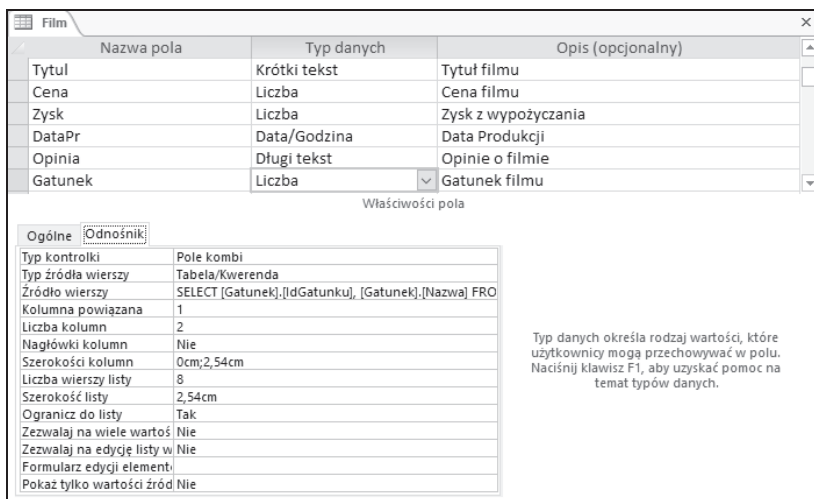 Film
Nazwa pola Typ danych Opis (opcjonalny)
Tytul Krótki tekst Tytuł filmu
Cena Liczba Cena filmu
Zysk Liczba Zysk z wypożyczania
DataPr Data/Godzina Data Produkcji
Opinia Długi tekst Opinie o filmie
Gatunek Liczba Gatunek filmu
Właściwości pola
Ogólne Odnośnik
Typ kontrolki Pole kombi
Typ źródła wierszy Tabela/Kwerenda
Źródło wierszy SELECT [Gatunek].[IdGatunku], [Gatunek].[Nazwa] FRO
Kolumna powiązana 1
Liczba kolumn 2
Nagłówki kolumn Nie
Szerokości kolumn 0cm;2,54cm
Liczba wierszy listy 8
Szerokość listy 2,54cm
Ogranicz do listy Tak
Zezwalaj na wiele wartoś Nie
Zezwalaj na edycję listy w Nie
Formularz edycji element
Pokaż tylko wartości źród Nie
Typ danych określa rodzaj wartości, które
użytkownicy mogą przechowywać w polu.
Naciśnij klawisz F1, aby uzyskać pomoc na
temat typów danych.